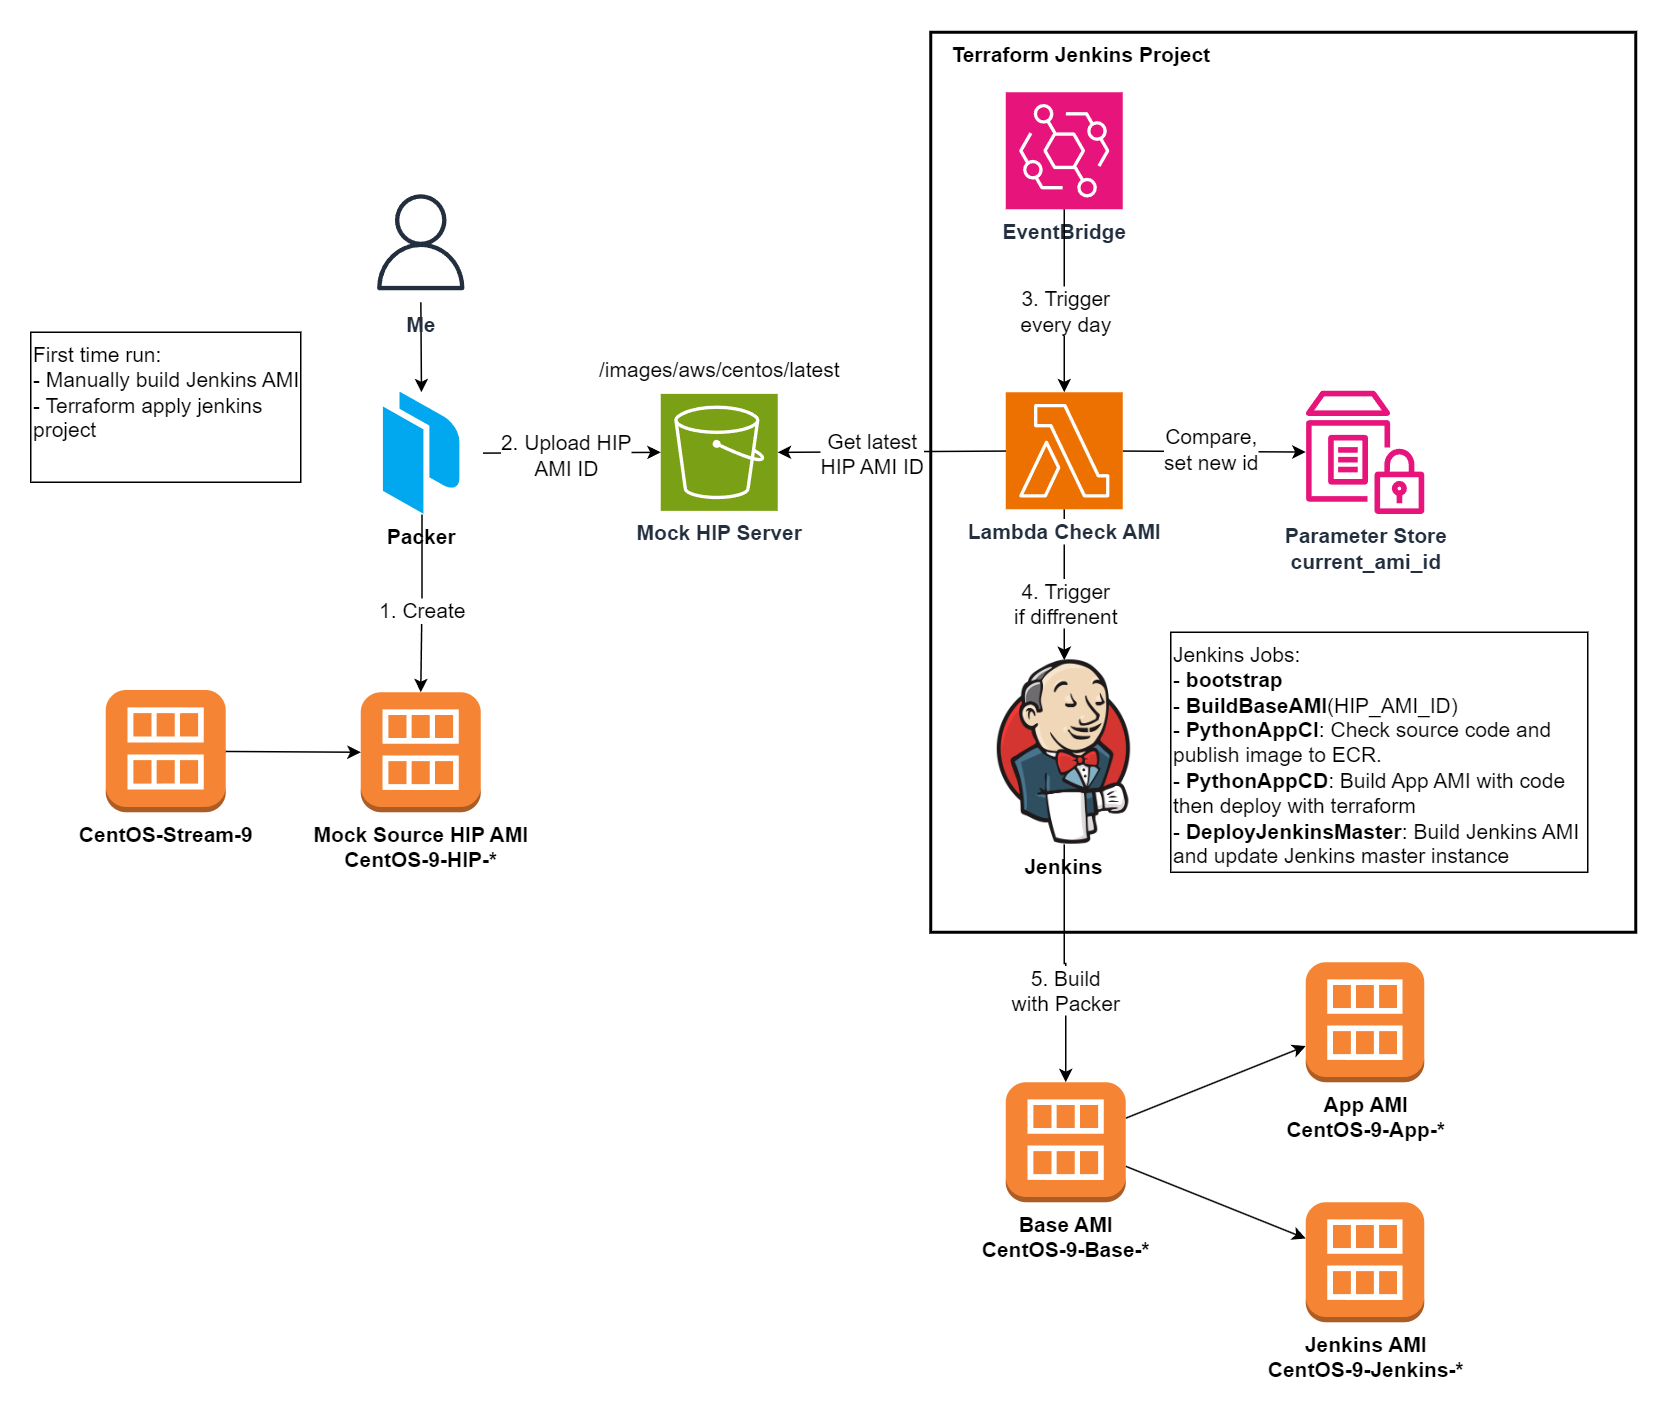 Terraform Jenkins Project
EventBridge
3. Trigger
every day
Me
First time run:
- Manually build Jenkins AMI
- Terraform apply jenkins
project
/images/aws/centos/latest
2. Upload HIP
AMI ID
Get latest
HIP AMI ID
Compare,
set new id
Packer
Mock HIP Server
Lambda Check AMI
Parameter Store
current_ami_id
1. Create
4. Trigger
if diffrenent
Jenkins Jobs:
- bootstrap
- BuildBaseAMI(HIP_AMI_ID)
- PythonAppCI: Check source code and
publish image to ECR.
- PythonAppCD: Build App AMI with code
then deploy with terraform
- DeployJenkinsMaster: Build Jenkins AMI
and update Jenkins master instance
CentOS-Stream-9
Mock Source HIP AMI
CentOS-9-HIP-*
Jenkins
5. Build
with Packer
App AMI
CentOS-9-App-*
Base AMI
CentOS-9-Base-*
Jenkins AMI
CentOS-9-Jenkins-*